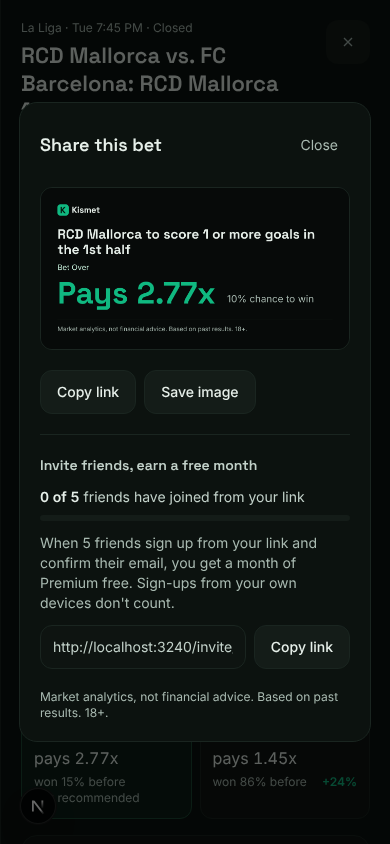 La Liga · Tue 7:45 PM · Closed
RCD Mallorca vs. FC
Barcelona: RCD Mallorca
×
Share this bet
Close
K Kismet
RCD Mallorca to score 1 or more goals in
the 1st half
Bet Over
Pays 2.77x
10% chance to win
Market analytics, not financial advice. Based on past results. 18+.
Copy link
Save image
Invite friends, earn a free month
0 of 5 friends have joined from your link
When 5 friends sign up from your link and
confirm their email, you get a month of
Premium free. Sign-ups from your own
devices don't count.
http://localhost:3240/invite
Copy link
Market analytics, not financial advice. Based on past
results. 18+.
pays 2.77x
won 15% before
recommended
pays 1.45x
won 86% before
+24%
N